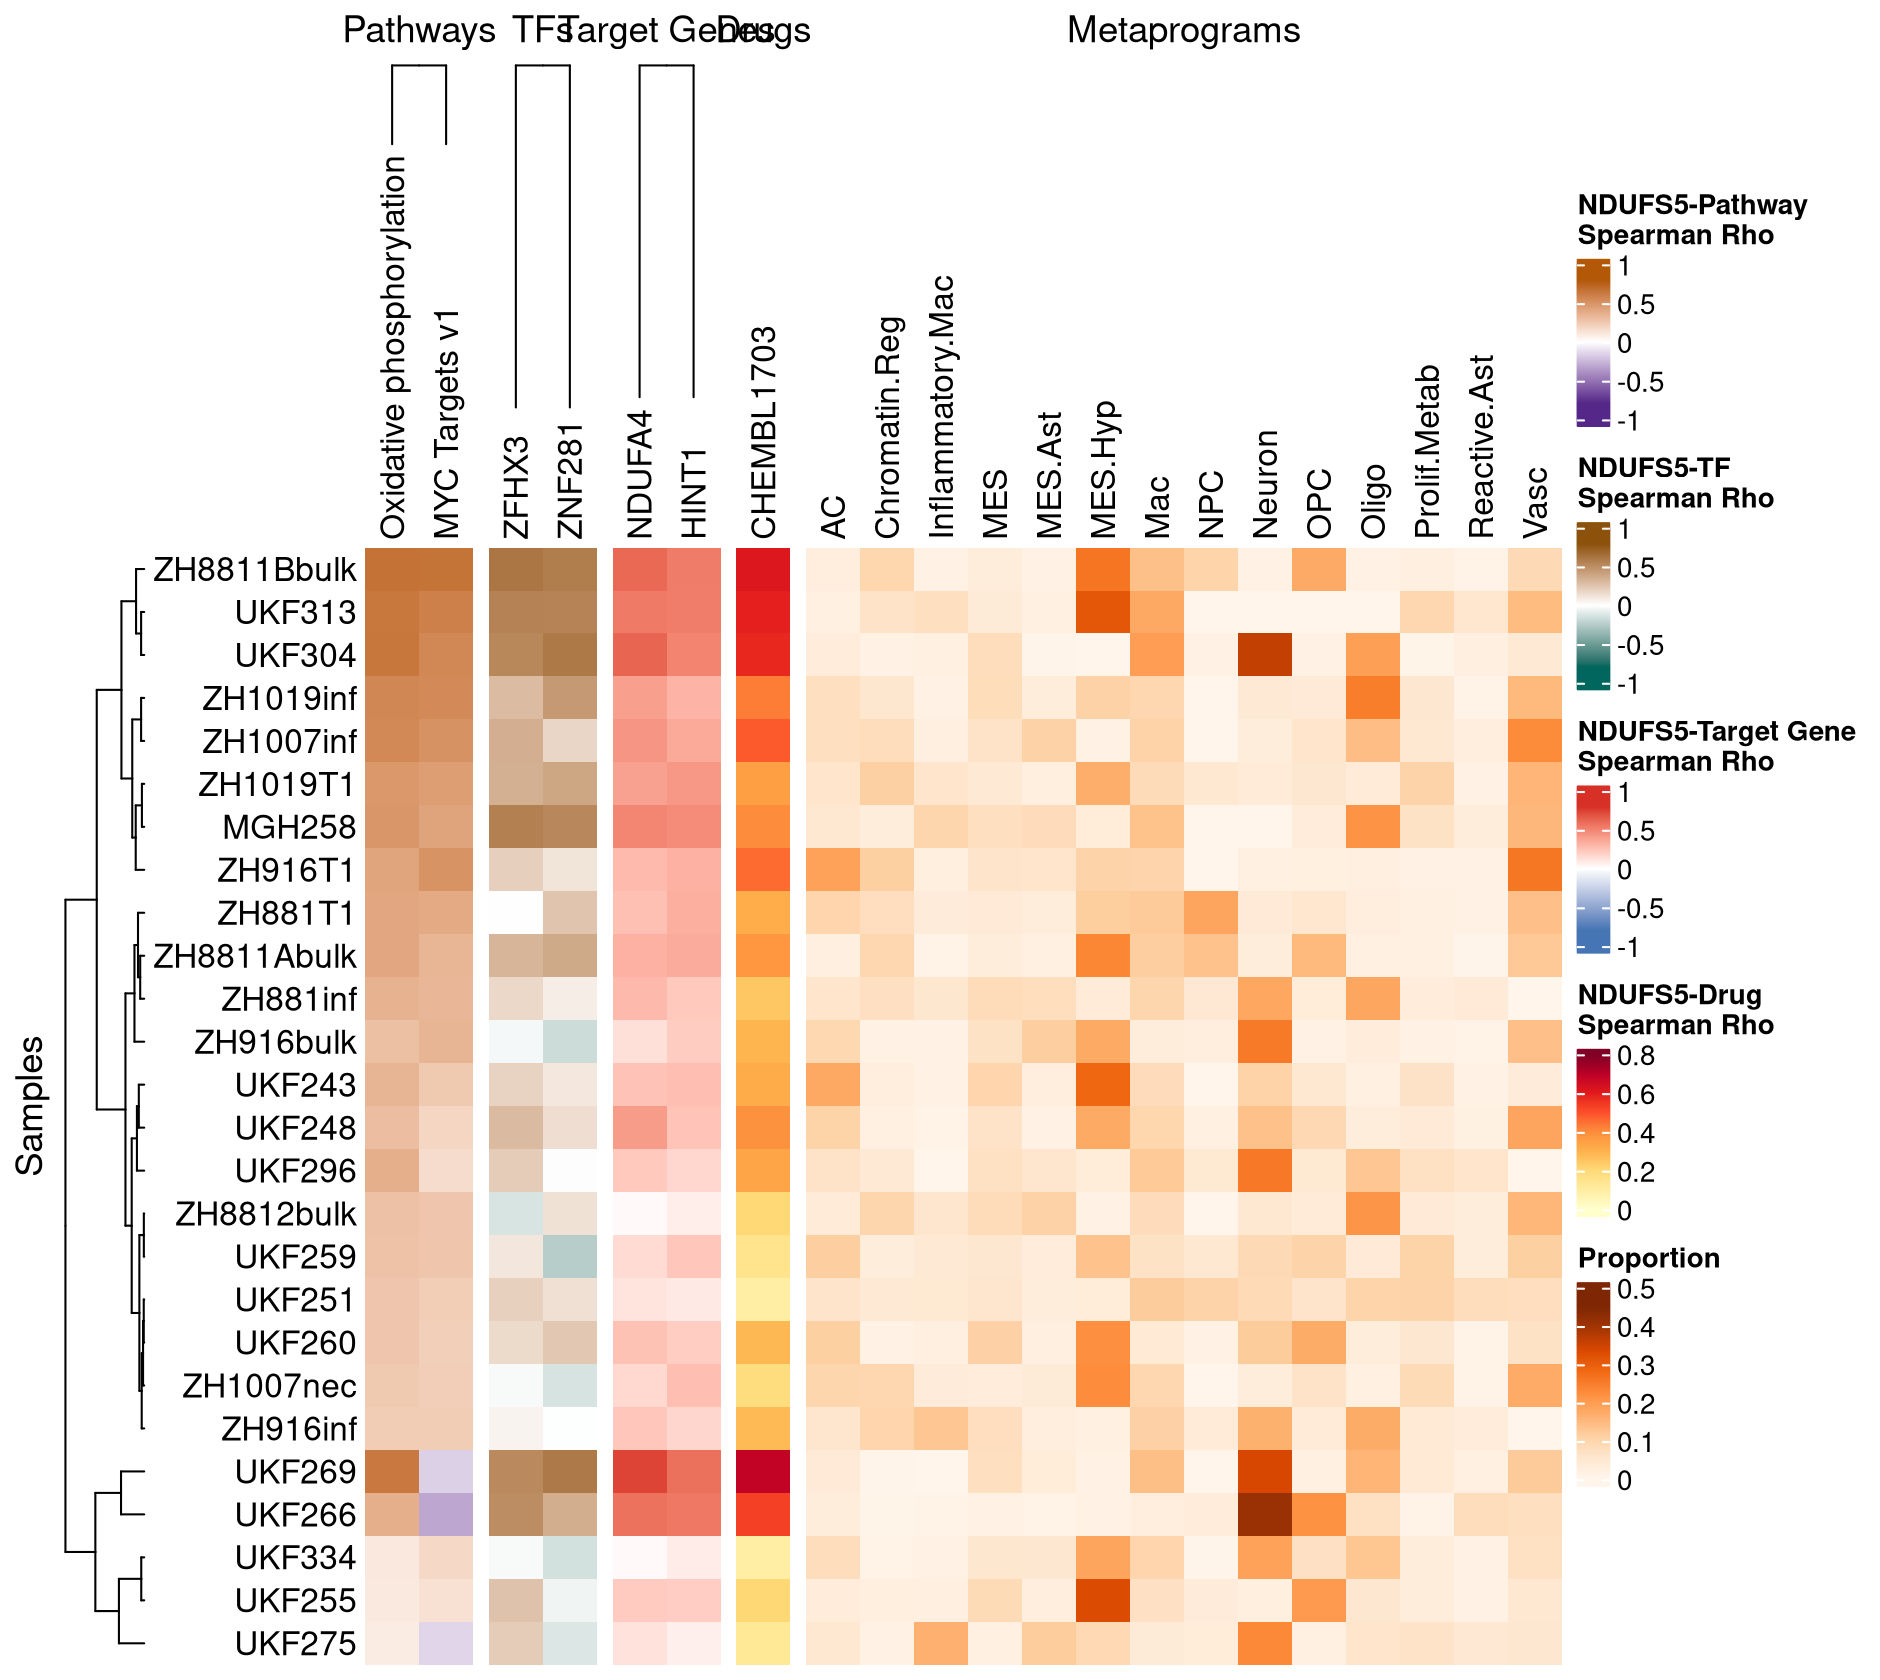 Pathways TFs Target Genes Drugs Metaprograms
Oxidative phosphorylation
MYC Targets v1
ZFHX3
ZNF281
NDUFA4
HINT1
CHEMBL1703
AC
Chromatin.Reg
Inflammatory.Mac
MES
MES.Ast
MES.Hyp
Mac
NPC
Neuron
OPC
Oligo
Prolif.Metab
Reactive.Ast
Vasc
Samples
ZH8811Bbulk
UKF313
UKF304
ZH1019inf
ZH1007inf
ZH1019T1
MGH258
ZH916T1
ZH881T1
ZH8811Abulk
ZH881inf
ZH916bulk
UKF243
UKF248
UKF296
ZH8812bulk
UKF259
UKF251
UKF260
ZH1007nec
ZH916inf
UKF269
UKF266
UKF334
UKF255
UKF275
NDUFS5-Pathway
Spearman Rho
1
0.5
0
-0.5
-1
NDUFS5-TF
Spearman Rho
1
0.5
0
-0.5
-1
NDUFS5-Target Gene
Spearman Rho
1
0.5
0
-0.5
-1
NDUFS5-Drug
Spearman Rho
0.8
0.6
0.4
0.2
0
Proportion
0.5
0.4
0.3
0.2
0.1
0